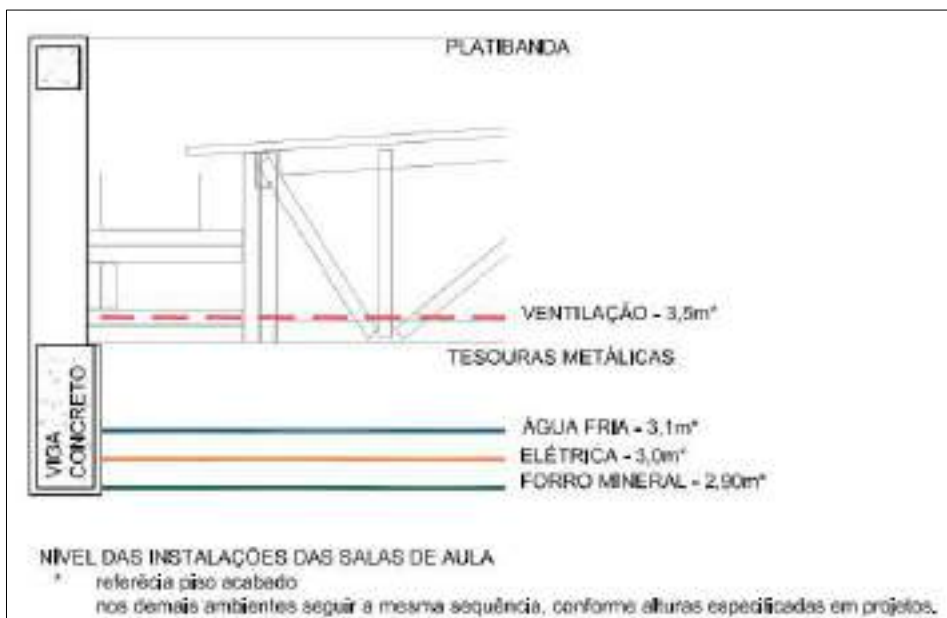 PLATIBANDA
VENTILAÇÃO - 3,5m*
TESOURAS METÁLICAS
VIGA
CONCRETO
ÁGUA FRIA - 3,1m*
ELÉTRICA - 3,0m*
FORRO MINERAL - 2,90m*
NÍVEL DAS INSTALAÇÕES DAS SALAS DE AULA
* referêcia piso acabado
nos demais ambientes seguir a mesma sequência, conforme alturas especificadas em projetos.